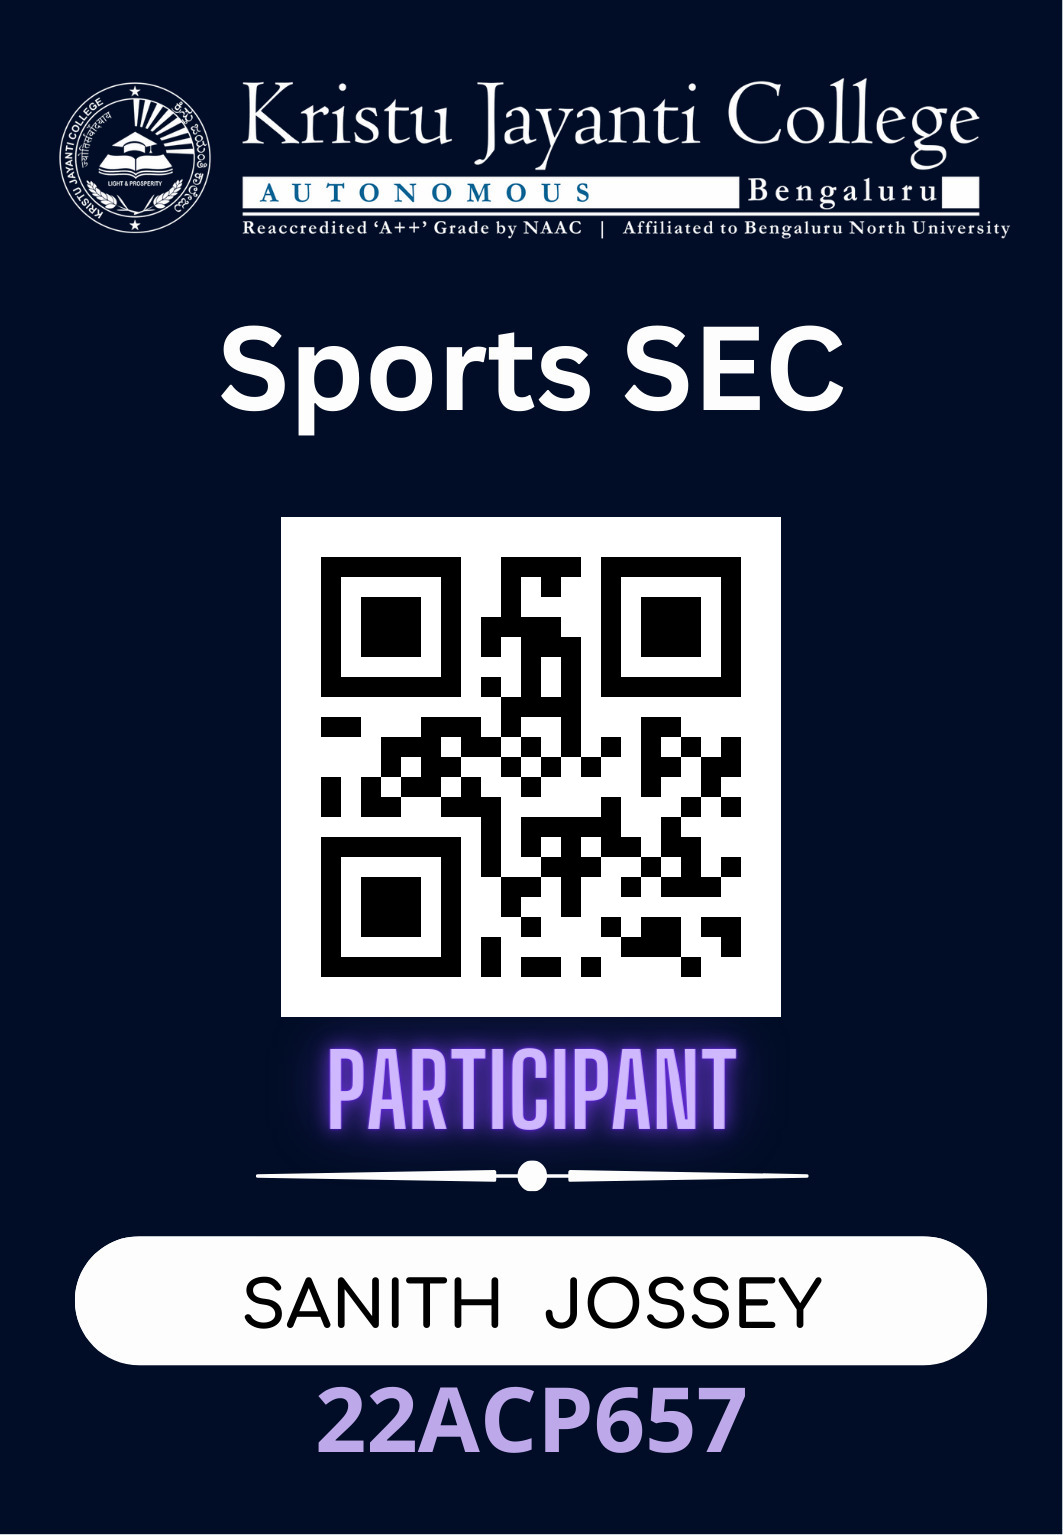 KRISTU JAYANTI COLLEGE
ಕ್ರಿಸ್ತು ಜಯಂತಿ ಕಾಲೇಜು
LIGHT & PROSPERITY
Kristu Jayanti College
AUTONOMOUS Bengaluru
Reaccredited ‘A++’ Grade by NAAC | Affiliated to Bengaluru North University
Sports SEC
PARTICIPANT
SANITH JOSSEY
22ACP657